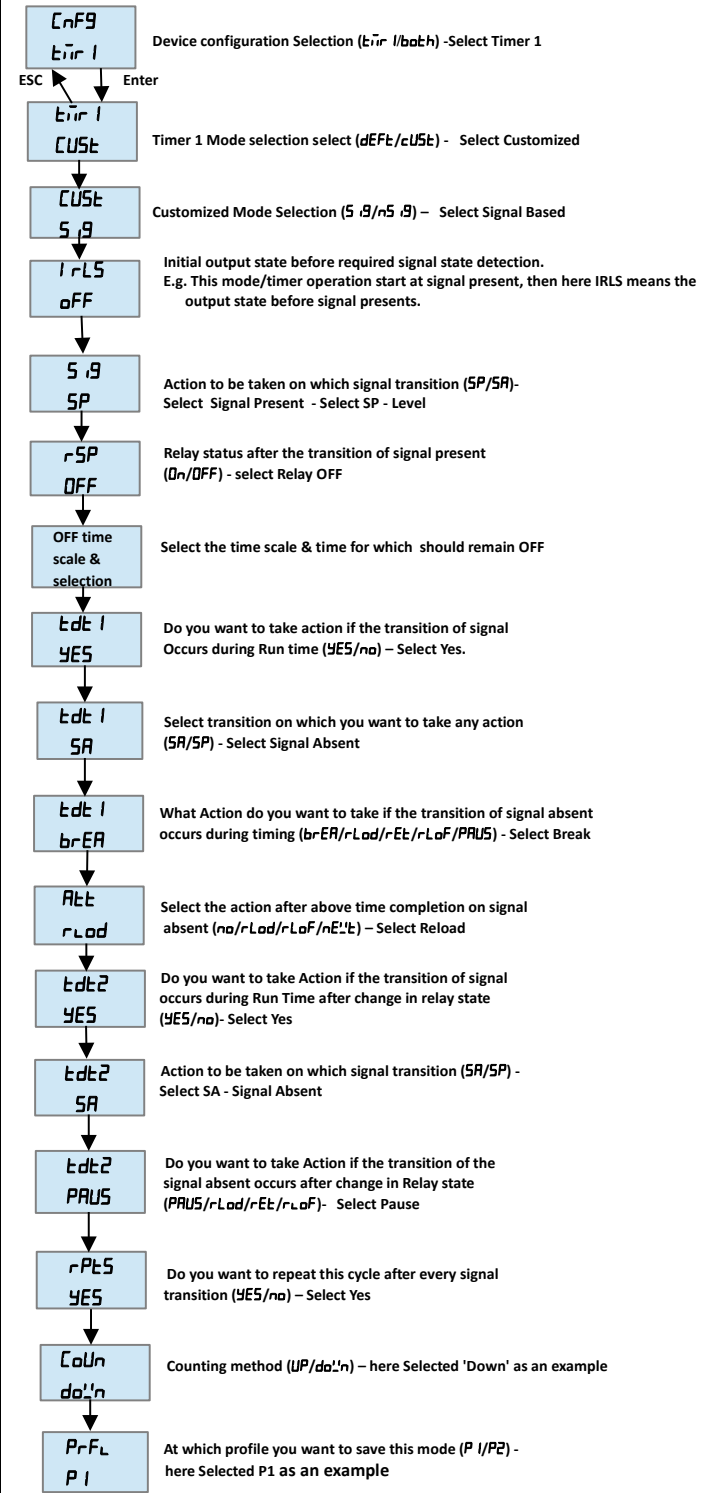 CnF9
tmr 1
Device configuration Selection (tmr 1/both) -Select Timer 1
ESC Enter
tmr 1
CUSt
Timer 1 Mode selection select (dEFt/cUSt) - Select Customized
CUSt
Si9
Customized Mode Selection (Si9/nSi9) – Select Signal Based
IrLS
oFF
Initial output state before required signal state detection.
E.g. This mode/timer operation start at signal present, then here IRLS means the
output state before signal presents.
Si9
SP
Action to be taken on which signal transition (SP/SA)-
Select Signal Present - Select SP - Level
rSP
OFF
Relay status after the transition of signal present
(On/OFF) - select Relay OFF
OFF time
scale &
selection
Select the time scale & time for which should remain OFF
tdt1
YES
Do you want to take action if the transition of signal
Occurs during Run time (YES/no) – Select Yes.
tdt1
SA
Select transition on which you want to take any action
(SA/SP) - Select Signal Absent
tdt1
brEA
What Action do you want to take if the transition of signal absent
occurs during timing (brEA/rLod/rEt/rLoF/PAUS) - Select Break
Att
rLod
Select the action after above time completion on signal
absent (no/rLod/rLoF/nEWt) – Select Reload
tdt2
YES
Do you want to take Action if the transition of signal
occurs during Run Time after change in relay state
(YES/no)- Select Yes
tdt2
SA
Action to be taken on which signal transition (SA/SP) -
Select SA - Signal Absent
tdt2
PAUS
Do you want to take Action if the transition of the
signal absent occurs after change in Relay state
(PAUS/rLod/rEt/rLoF)- Select Pause
rPtS
YES
Do you want to repeat this cycle after every signal
transition (YES/no) – Select Yes
CoUn
doWn
Counting method (UP/doWn) – here Selected 'Down' as an example
PrFL
P1
At which profile you want to save this mode (P1/P2) -
here Selected P1 as an example